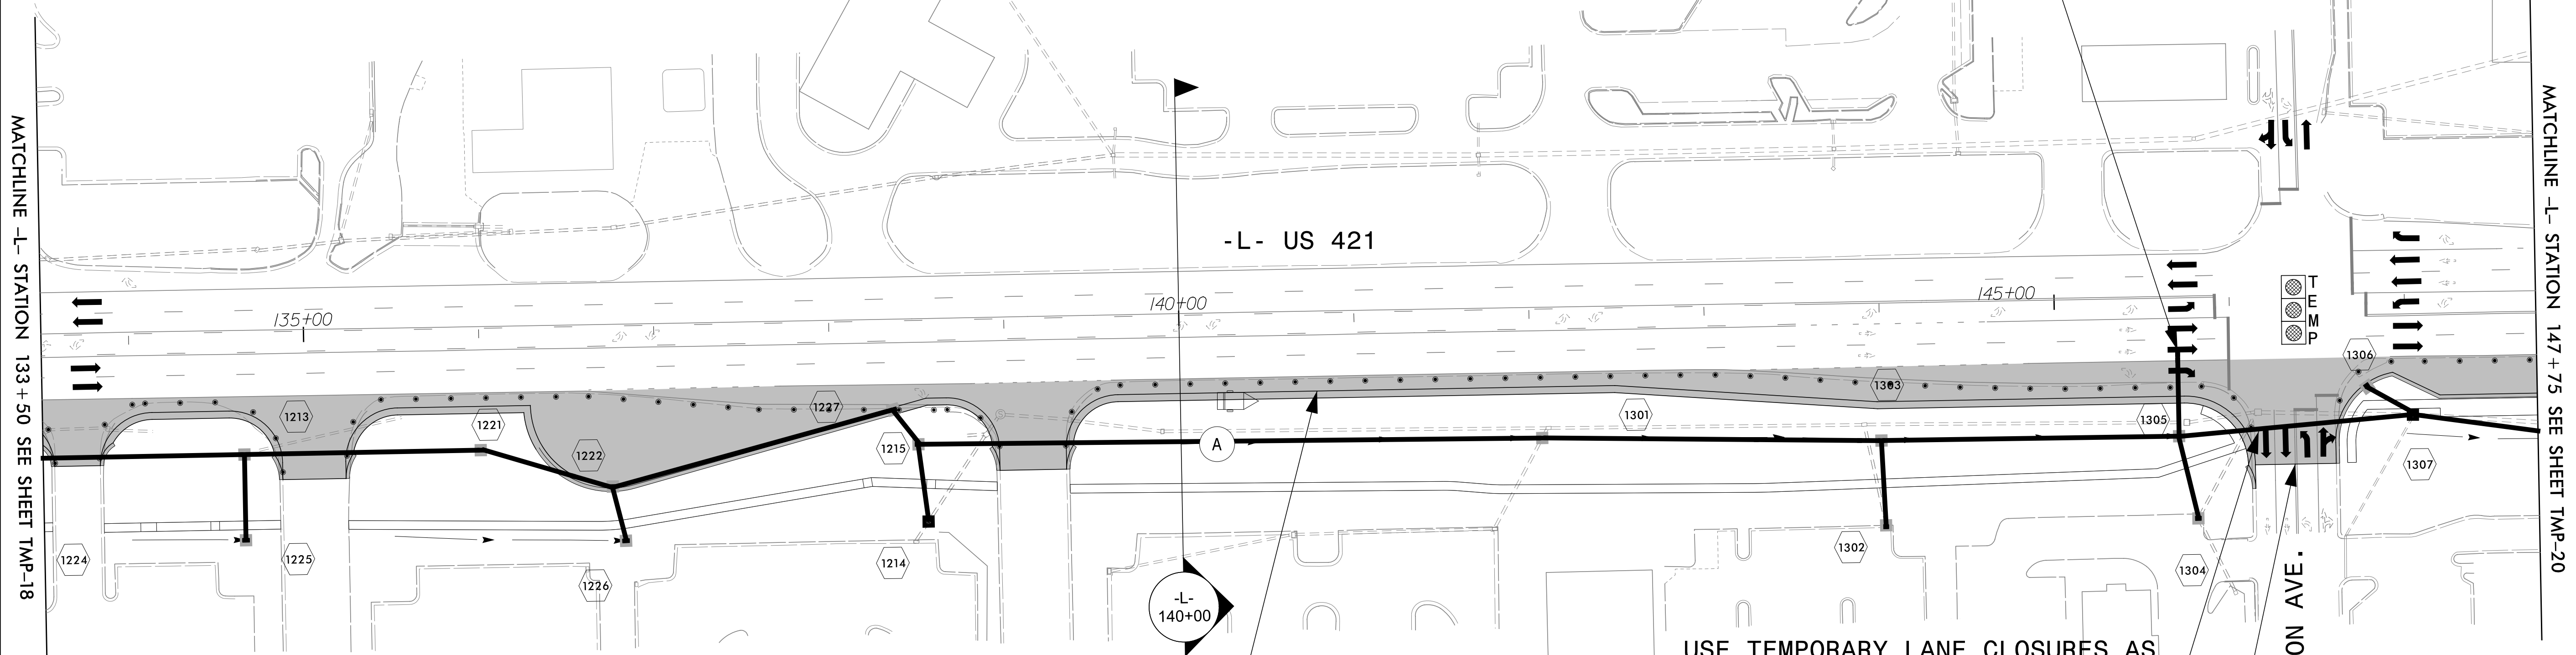 MATCHLINE -L- STATION 133+50 SEE SHEET TMP-18
-L- US 421
135+00
140+00
145+00
TEMP
1213
1221
1222
1227
1215
1303
1301
1305
1306
1307
A
1224
1225
1226
1214
1302
1304
-L-
140+00
USE TEMPORARY LANE CLOSURES AS
ON AVE.
MATCHLINE -L- STATION 147+75 SEE SHEET TMP-20